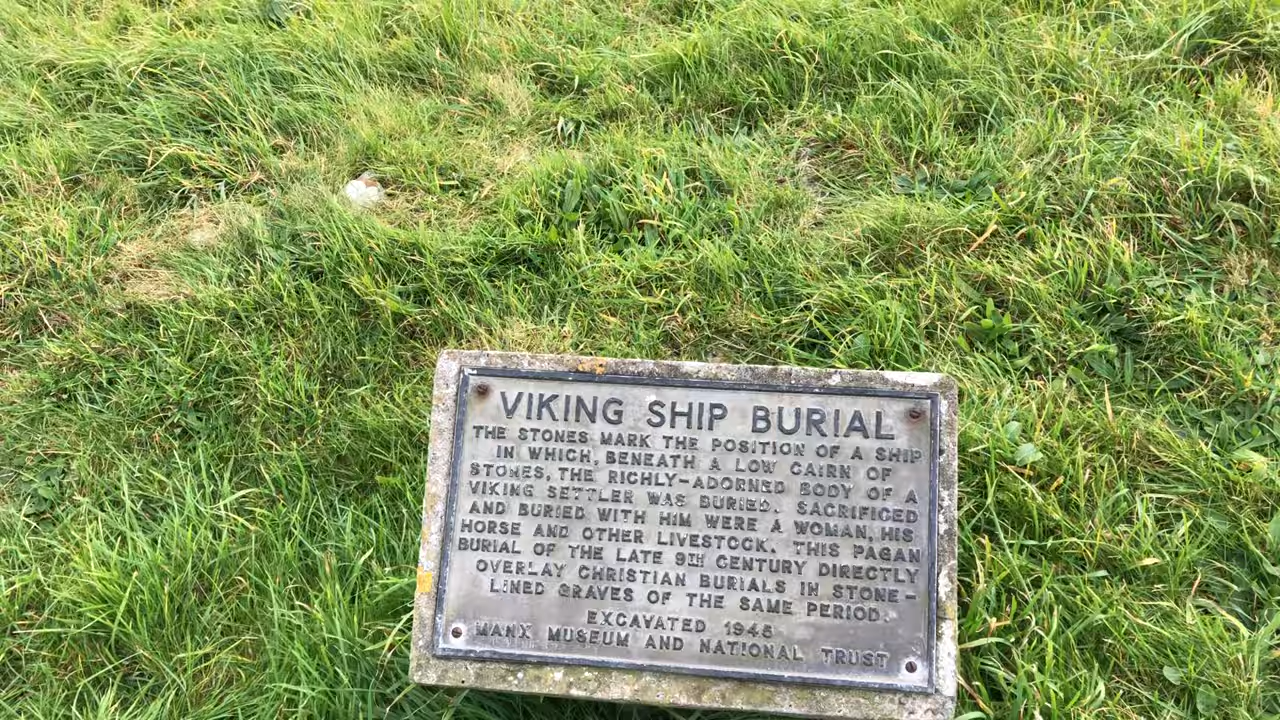 VIKING SHIP BURIAL
THE STONES MARK THE POSITION OF A SHIP
IN WHICH, BENEATH A LOW CAIRN OF
STONES, THE RICHLY-ADORNED BODY OF A
VIKING SETTLER WAS BURIED. SACRIFICED
AND BURIED WITH HIM WERE A WOMAN, HIS
HORSE AND OTHER LIVESTOCK. THIS PAGAN
BURIAL OF THE LATE 9TH CENTURY DIRECTLY
OVERLAY CHRISTIAN BURIALS IN STONE-
LINED GRAVES OF THE SAME PERIOD.
EXCAVATED 1945
MANX MUSEUM AND NATIONAL TRUST